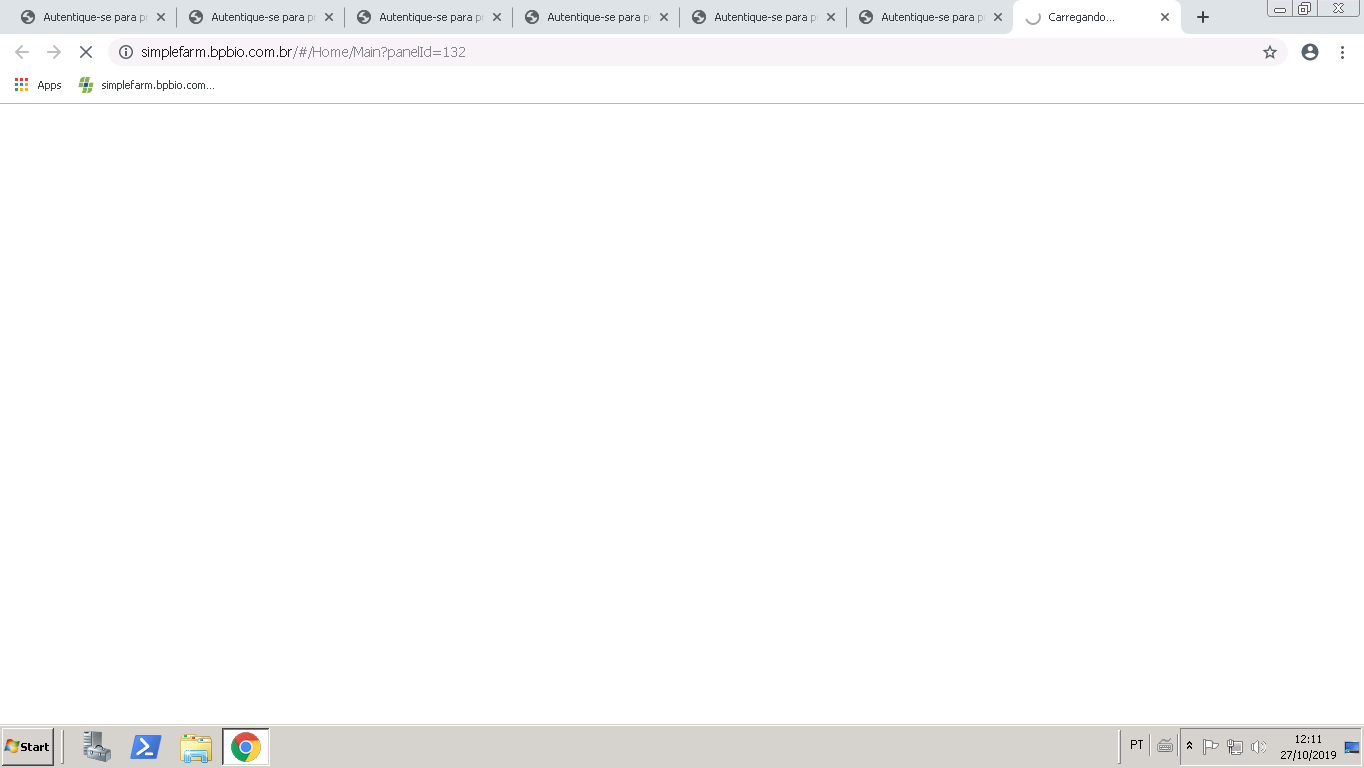 Autentique-se para p
Autentique-se para p
Autentique-se para p
Autentique-se para p
Autentique-se para p
Autentique-se para p
Carregando...
simplefarm.bpbio.com.br/#/Home/Main?panelId=132
Apps
simplefarm.bpbio.com...
Start
PT
12:11
27/10/2019